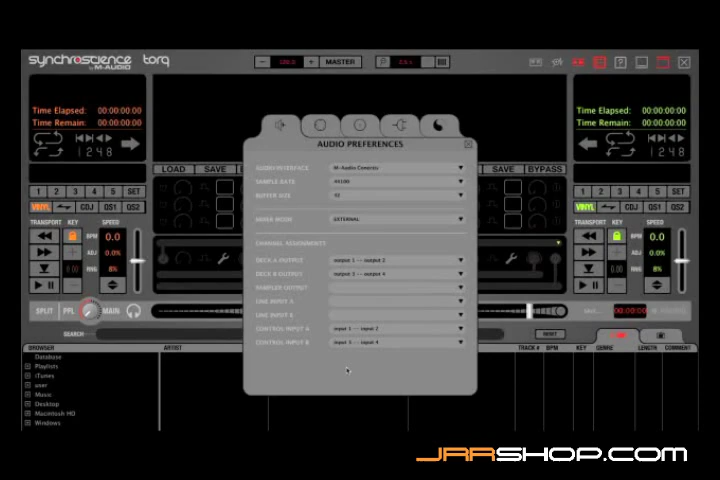 synchroscience torq
by M-AUDIO
MASTER
Time Elapsed: 00:00:00:00
Time Remain: 00:00:00:00
1 2 4 8
Time Elapsed: 00:00:00:00
Time Remain: 00:00:00:00
1 2 4 8
LOAD SAVE
SAVE BYPASS
1 2 3 4 5 SET
VINYL CDJ QS1 QS2
TRANSPORT KEY SPEED
BPM 0.0
ADJ 0.0%
RNG 8%
0.00
1 2 3 4 5 SET
VINYL CDJ QS1 QS2
TRANSPORT KEY SPEED
BPM 0.0
ADJ 0.0%
RNG 8%
AUDIO PREFERENCES
AUDIO INTERFACE M-Audio Conectiv
SAMPLE RATE 44100
BUFFER SIZE
MIXER MODE EXTERNAL
CHANNEL ASSIGNMENTS
DECK A OUTPUT output 1 -- output 2
DECK B OUTPUT output 3 -- output 4
SAMPLER OUTPUT
LINE INPUT A
LINE INPUT B
CONTROL INPUT A input 1 -- input 2
CONTROL INPUT B input 3 -- input 4
SPLIT PFL MAIN
00:00:00
SEARCH
RESET
BROWSER ARTIST TRACK # BPM KEY GENRE LENGTH COMMENT
Database
Playlists
iTunes
user
Music
Desktop
Macintosh HD
Windows
JRRSHOP.COM